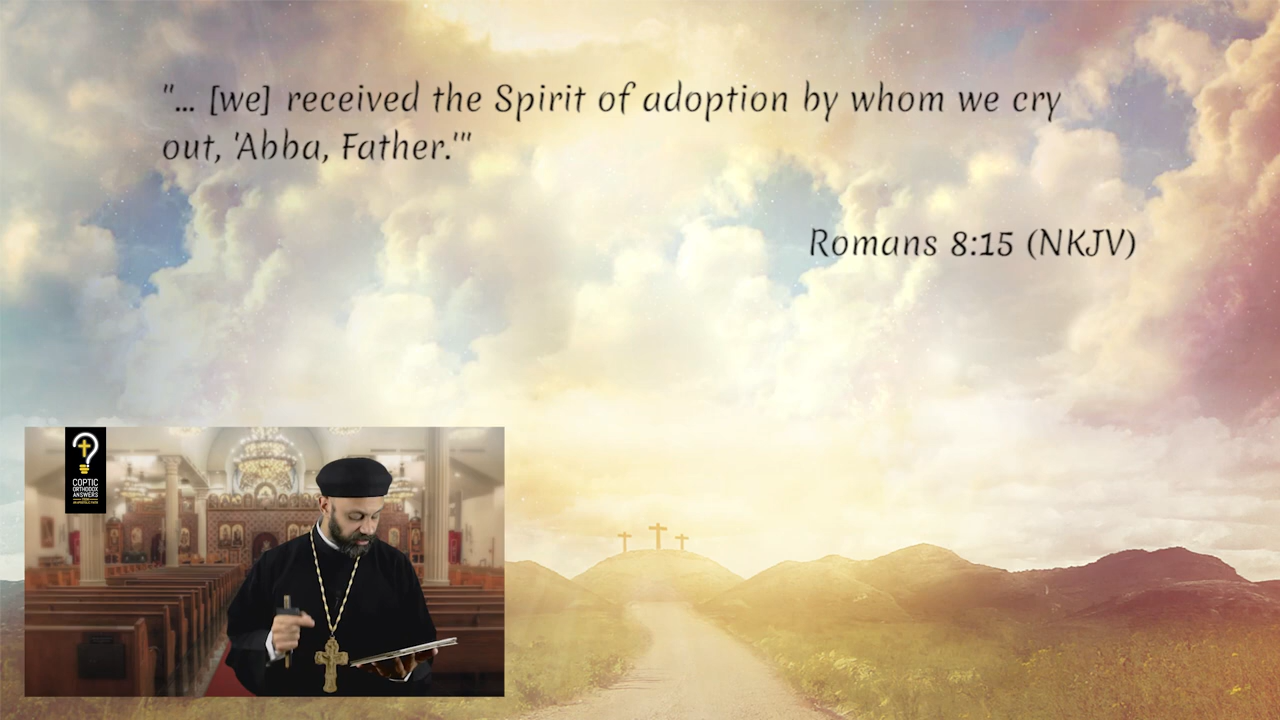 "... [we] received the Spirit of adoption by whom we cry
out, 'Abba, Father.'"
Romans 8:15 (NKJV)
COPTIC
ORTHODOX
ANSWERS